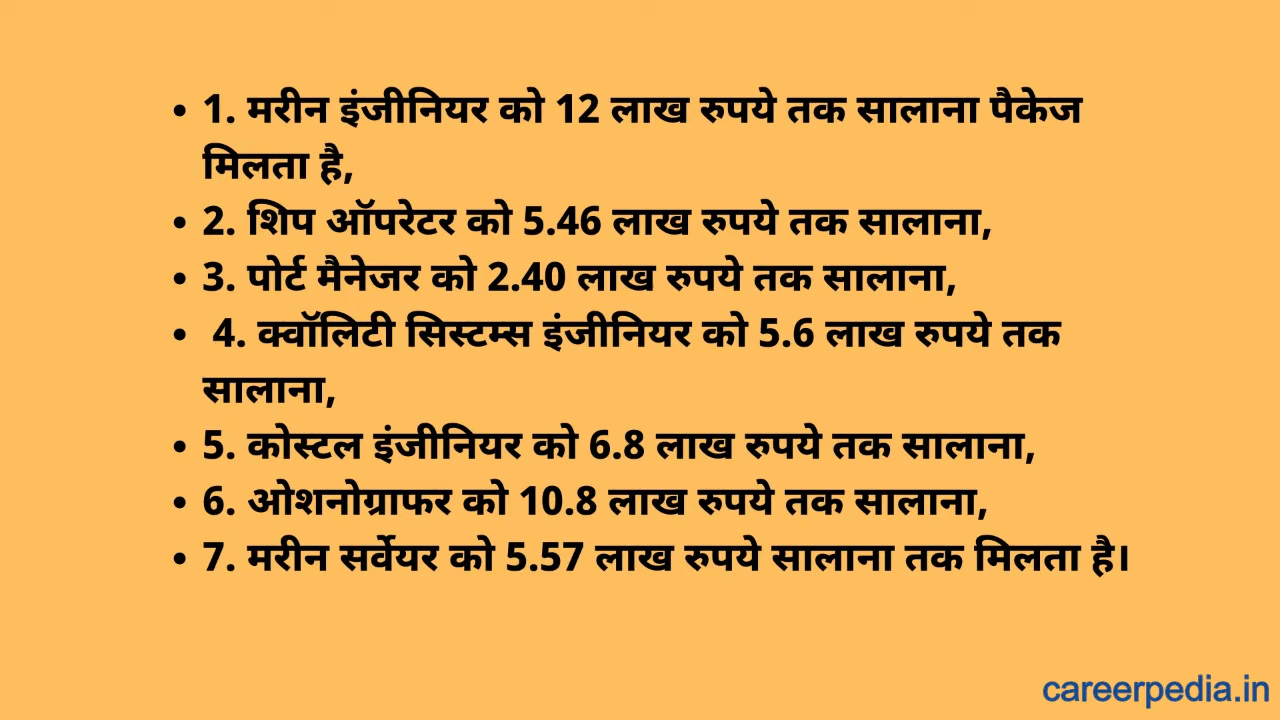 • 1. मरीन इंजीनियर को 12 लाख रुपये तक सालाना पैकेज
मिलता है,
• 2. शिप ऑपरेटर को 5.46 लाख रुपये तक सालाना,
• 3. पोर्ट मैनेजर को 2.40 लाख रुपये तक सालाना,
• 4. क्वॉलिटी सिस्टम्स इंजीनियर को 5.6 लाख रुपये तक
सालाना,
• 5. कोस्टल इंजीनियर को 6.8 लाख रुपये तक सालाना,
• 6. ओशनोग्राफर को 10.8 लाख रुपये तक सालाना,
• 7. मरीन सर्वेयर को 5.57 लाख रुपये सालाना तक मिलता है।
careerpedia.in